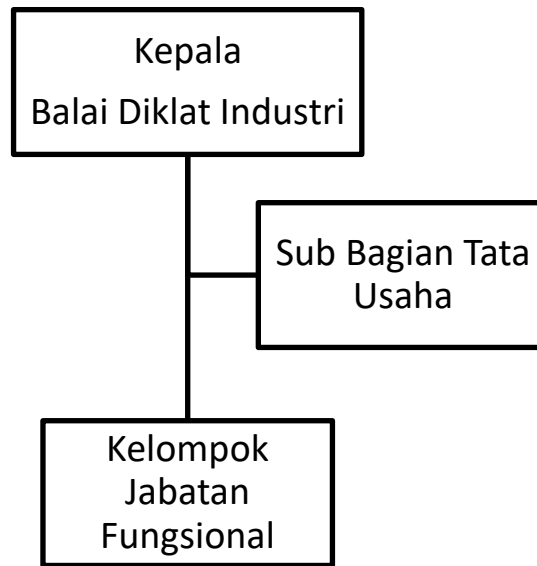 Kepala
Balai Diklat Industri
Sub Bagian Tata
Usaha
Kelompok
Jabatan
Fungsional